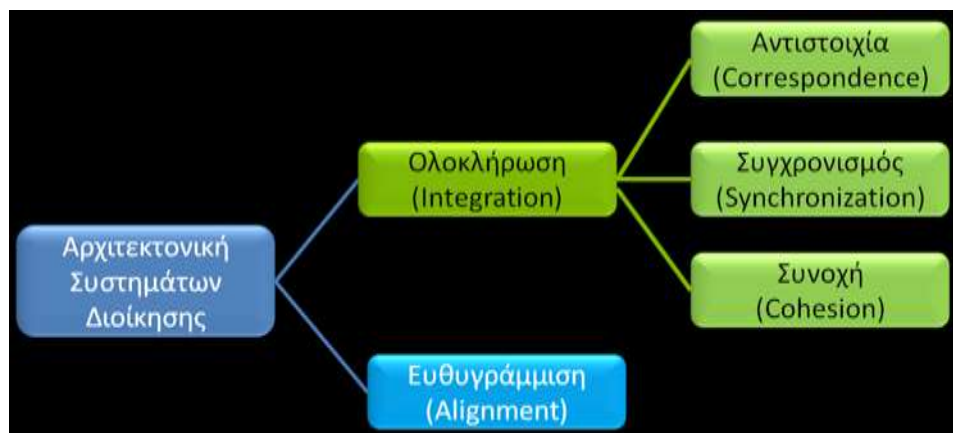 Αρχιτεκτονική
Συστημάτων
Διοίκησης
Ολοκλήρωση
(Integration)
Ευθυγράμμιση
(Alignment)
Αντιστοιχία
(Correspondence)
Συγχρονισμός
(Synchronization)
Συνοχή
(Cohesion)